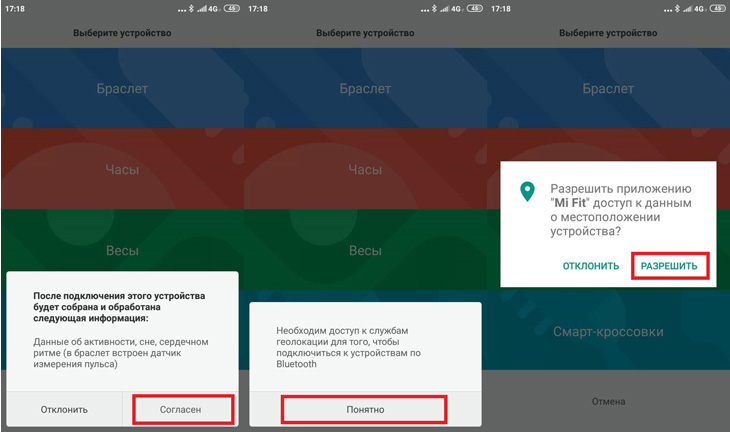 17:18
4G
45
Выберите устройство
Браслет
Часы
Весы
После подключения этого устройства
будет собрана и обработана
следующая информация:
Данные об активности, сне, сердечном
ритме (в браслет встроен датчик
измерения пульса)
Отклонить
Согласен
17:18
4G
45
Выберите устройство
Браслет
Часы
Весы
Необходим доступ к службам
геолокации для того, чтобы
подключиться к устройствам по
Bluetooth
Понятно
17:18
4G
45
Выберите устройство
Браслет
Разрешить приложению
"Mi Fit" доступ к данным
о местоположении
устройства?
ОТКЛОНИТЬ
РАЗРЕШИТЬ
Смарт-кроссовки
Отмена